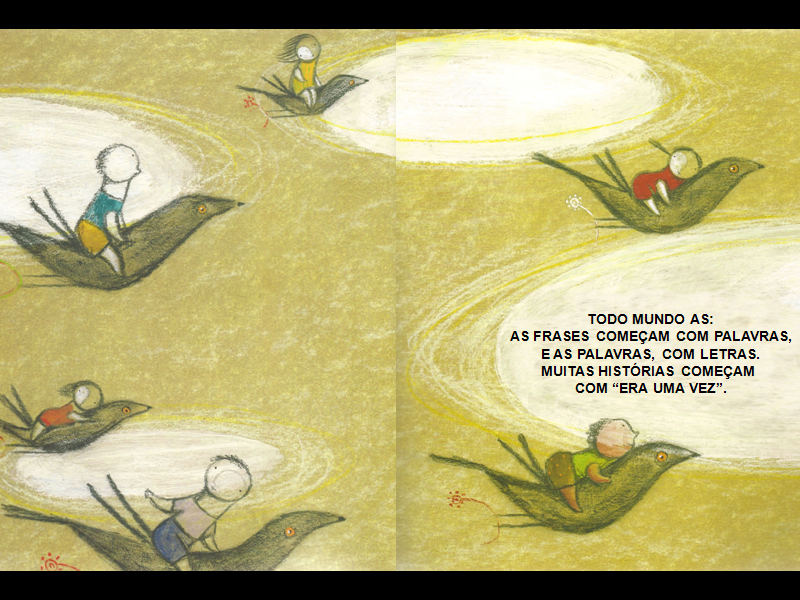 TODO MUNDO AS:
AS FRASES COMEÇAM COM PALAVRAS,
E AS PALAVRAS, COM LETRAS.
MUITAS HISTÓRIAS COMEÇAM
COM “ERA UMA VEZ”.